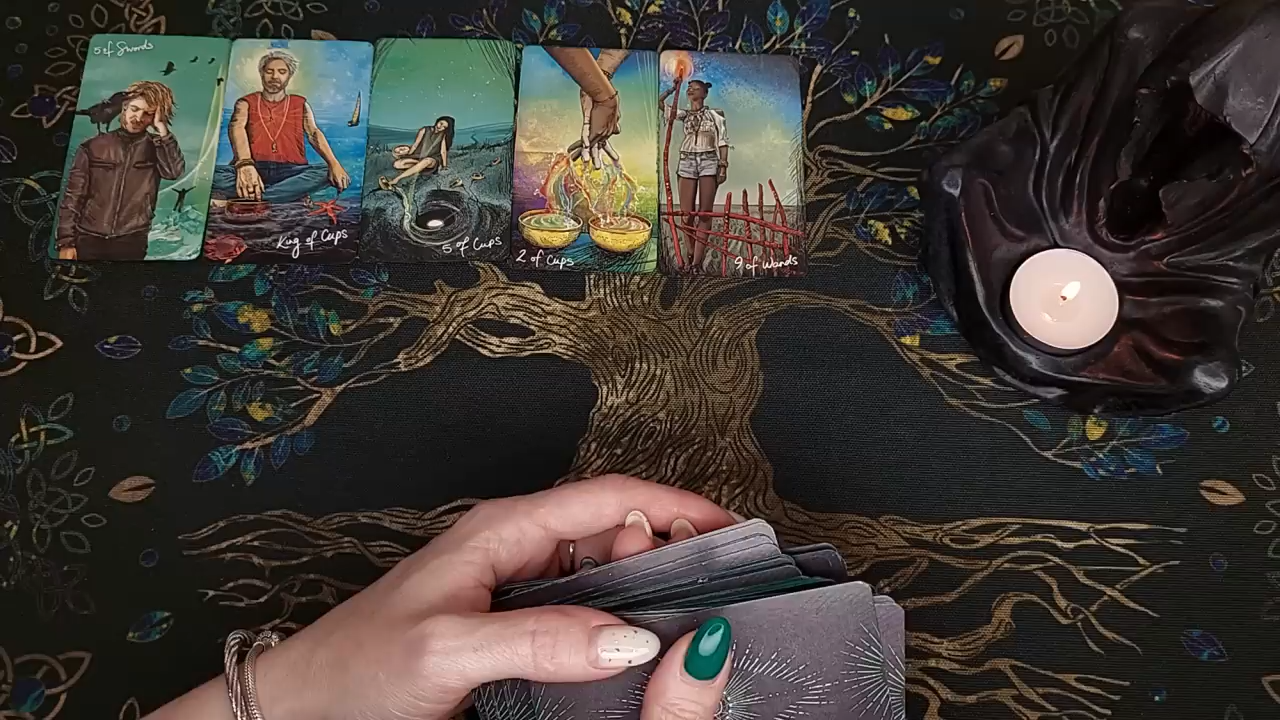 5 of Swords
King of Cups
5 of Cups
2 of Cups
9 of Wands